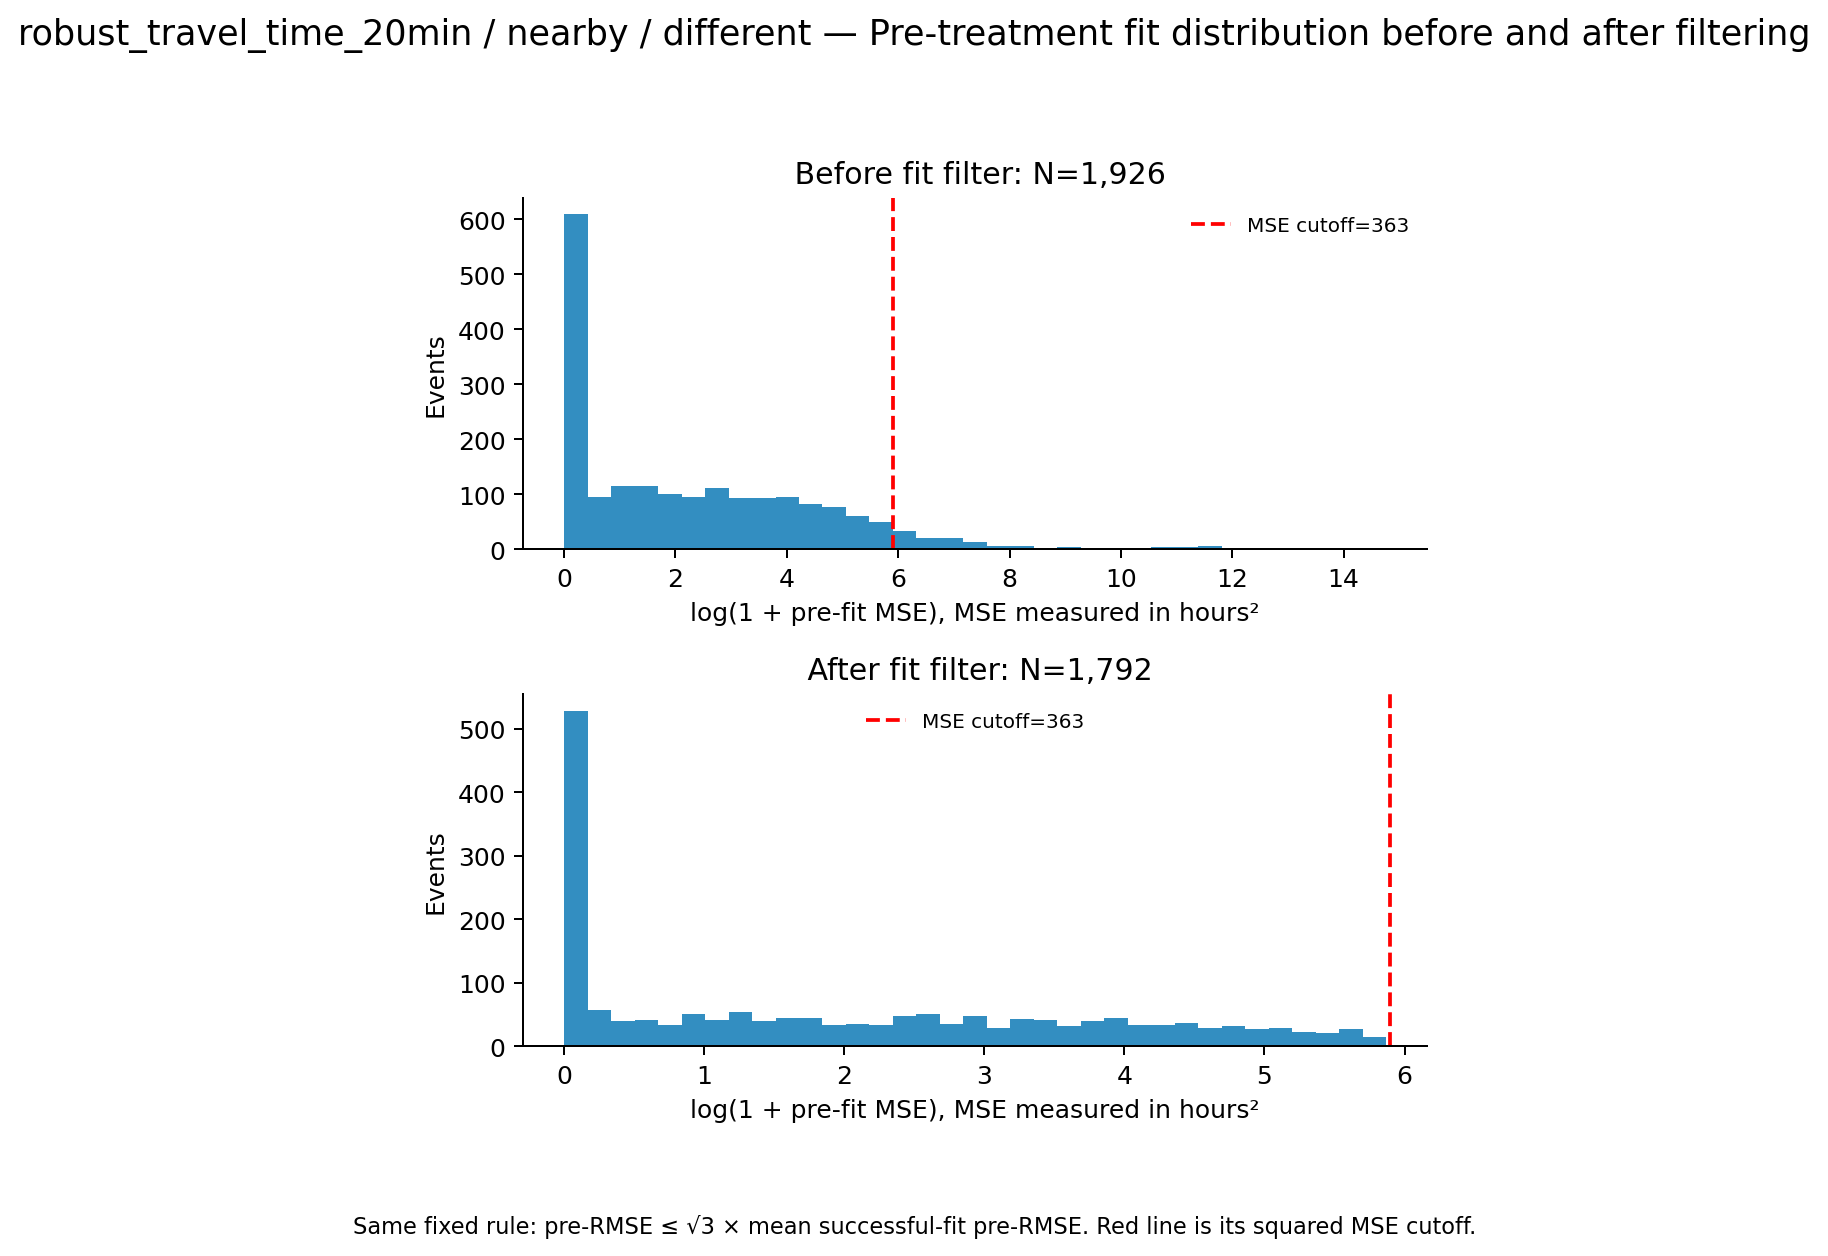 robust_travel_time_20min / nearby / different — Pre-treatment fit distribution before and after filtering
Before fit filter: N=1,926
600
500
400
300
200
100
0
Events
MSE cutoff=363
0 2 4 6 8 10 12 14
log(1 + pre-fit MSE), MSE measured in hours²
After fit filter: N=1,792
500
400
300
200
100
0
Events
MSE cutoff=363
0 1 2 3 4 5 6
log(1 + pre-fit MSE), MSE measured in hours²
Same fixed rule: pre-RMSE ≤ √3 × mean successful-fit pre-RMSE. Red line is its squared MSE cutoff.